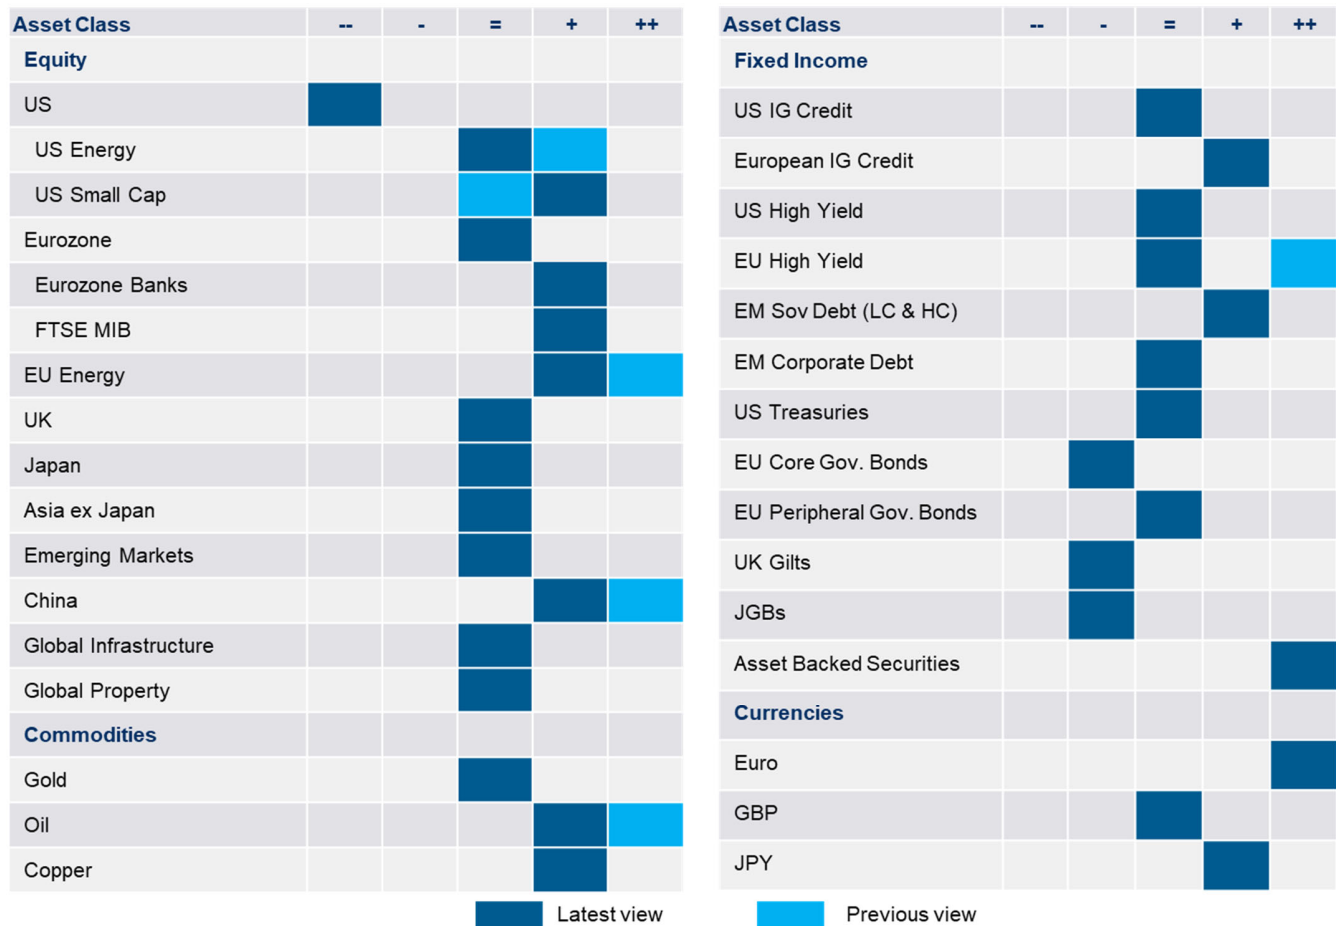 Asset Class -- - = + ++
Equity
US
US Energy
US Small Cap
Eurozone
Eurozone Banks
FTSE MIB
EU Energy
UK
Japan
Asia ex Japan
Emerging Markets
China
Global Infrastructure
Global Property
Commodities
Gold
Oil
Copper
Asset Class -- - = + ++
Fixed Income
US IG Credit
European IG Credit
US High Yield
EU High Yield
EM Sov Debt (LC & HC)
EM Corporate Debt
US Treasuries
EU Core Gov. Bonds
EU Peripheral Gov. Bonds
UK Gilts
JGBs
Asset Backed Securities
Currencies
Euro
GBP
JPY
Latest view
Previous view